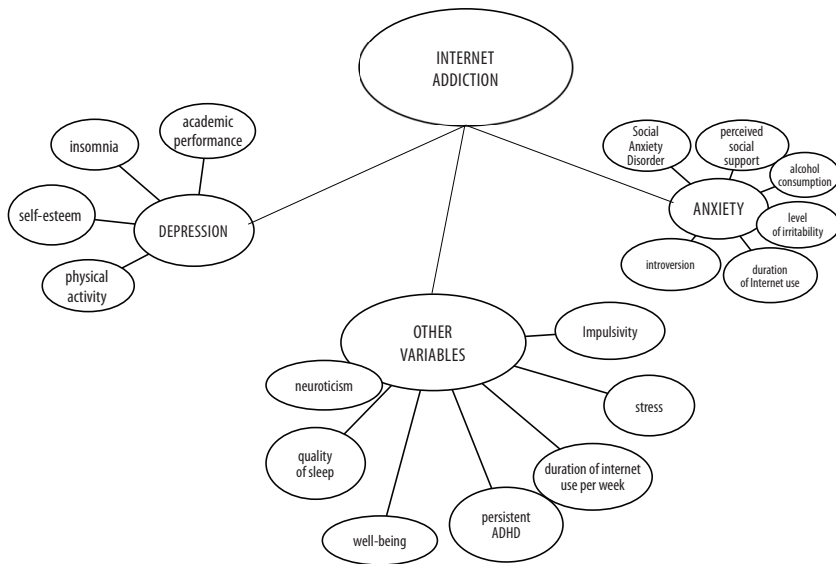 INTERNET
ADDICTION
academic
performance
insomnia
self-esteem
DEPRESSION
physical
activity
Social
Anxiety
Disorder
perceived
social
support
alcohol
consumption
ANXIETY
level
of irritability
introversion
duration
of Internet use
OTHER
VARIABLES
Impulsivity
neuroticism
stress
quality
of sleep
duration of internet
use per week
persistent
ADHD
well-being